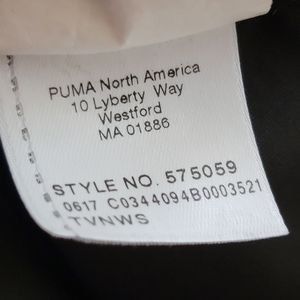 PUMA North America
10 Lyberty Way
Westford
MA 01886
STYLE NO. 575059
0617 C0344094B0003521
TVNWS